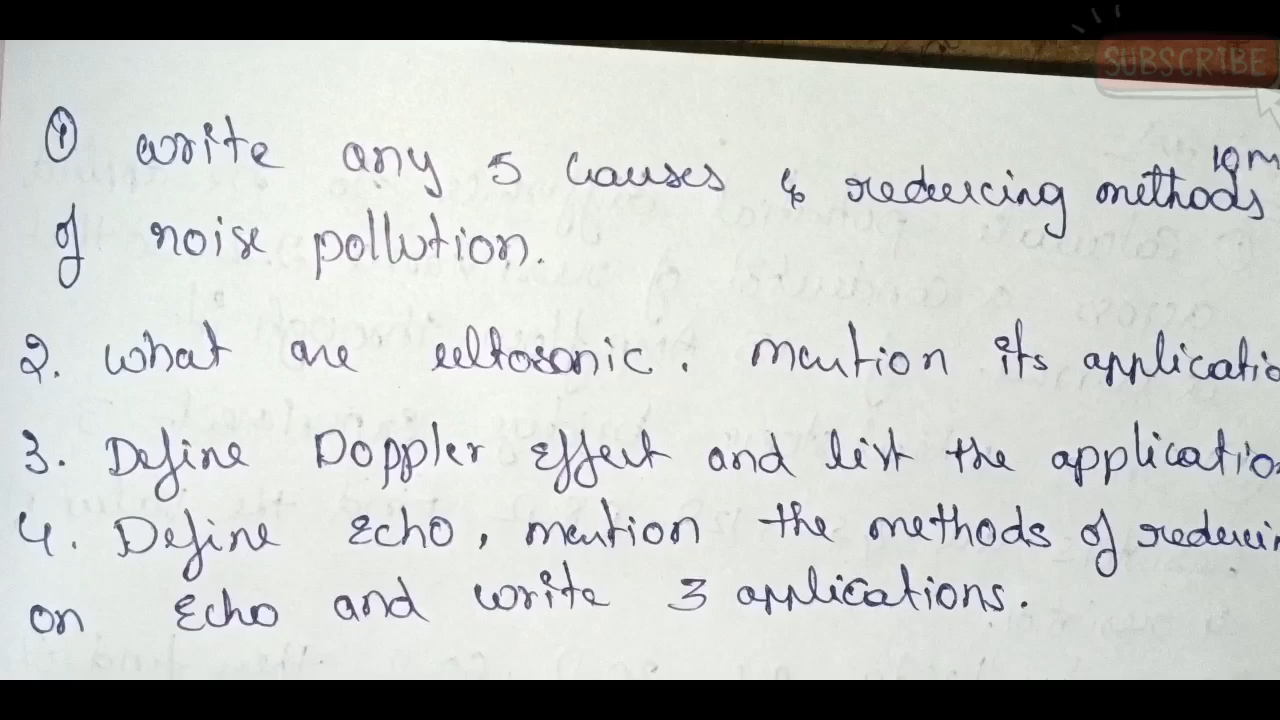 SUBSCRIBE
① write any 5 causes & reducing methods 10m
of noise pollution.
2. what are ultosonic. mention its applicatio
3. Define Doppler Effect and list the applicatio
4. Define Echo, mention the methods of reducin
on Echo and write 3 applications.